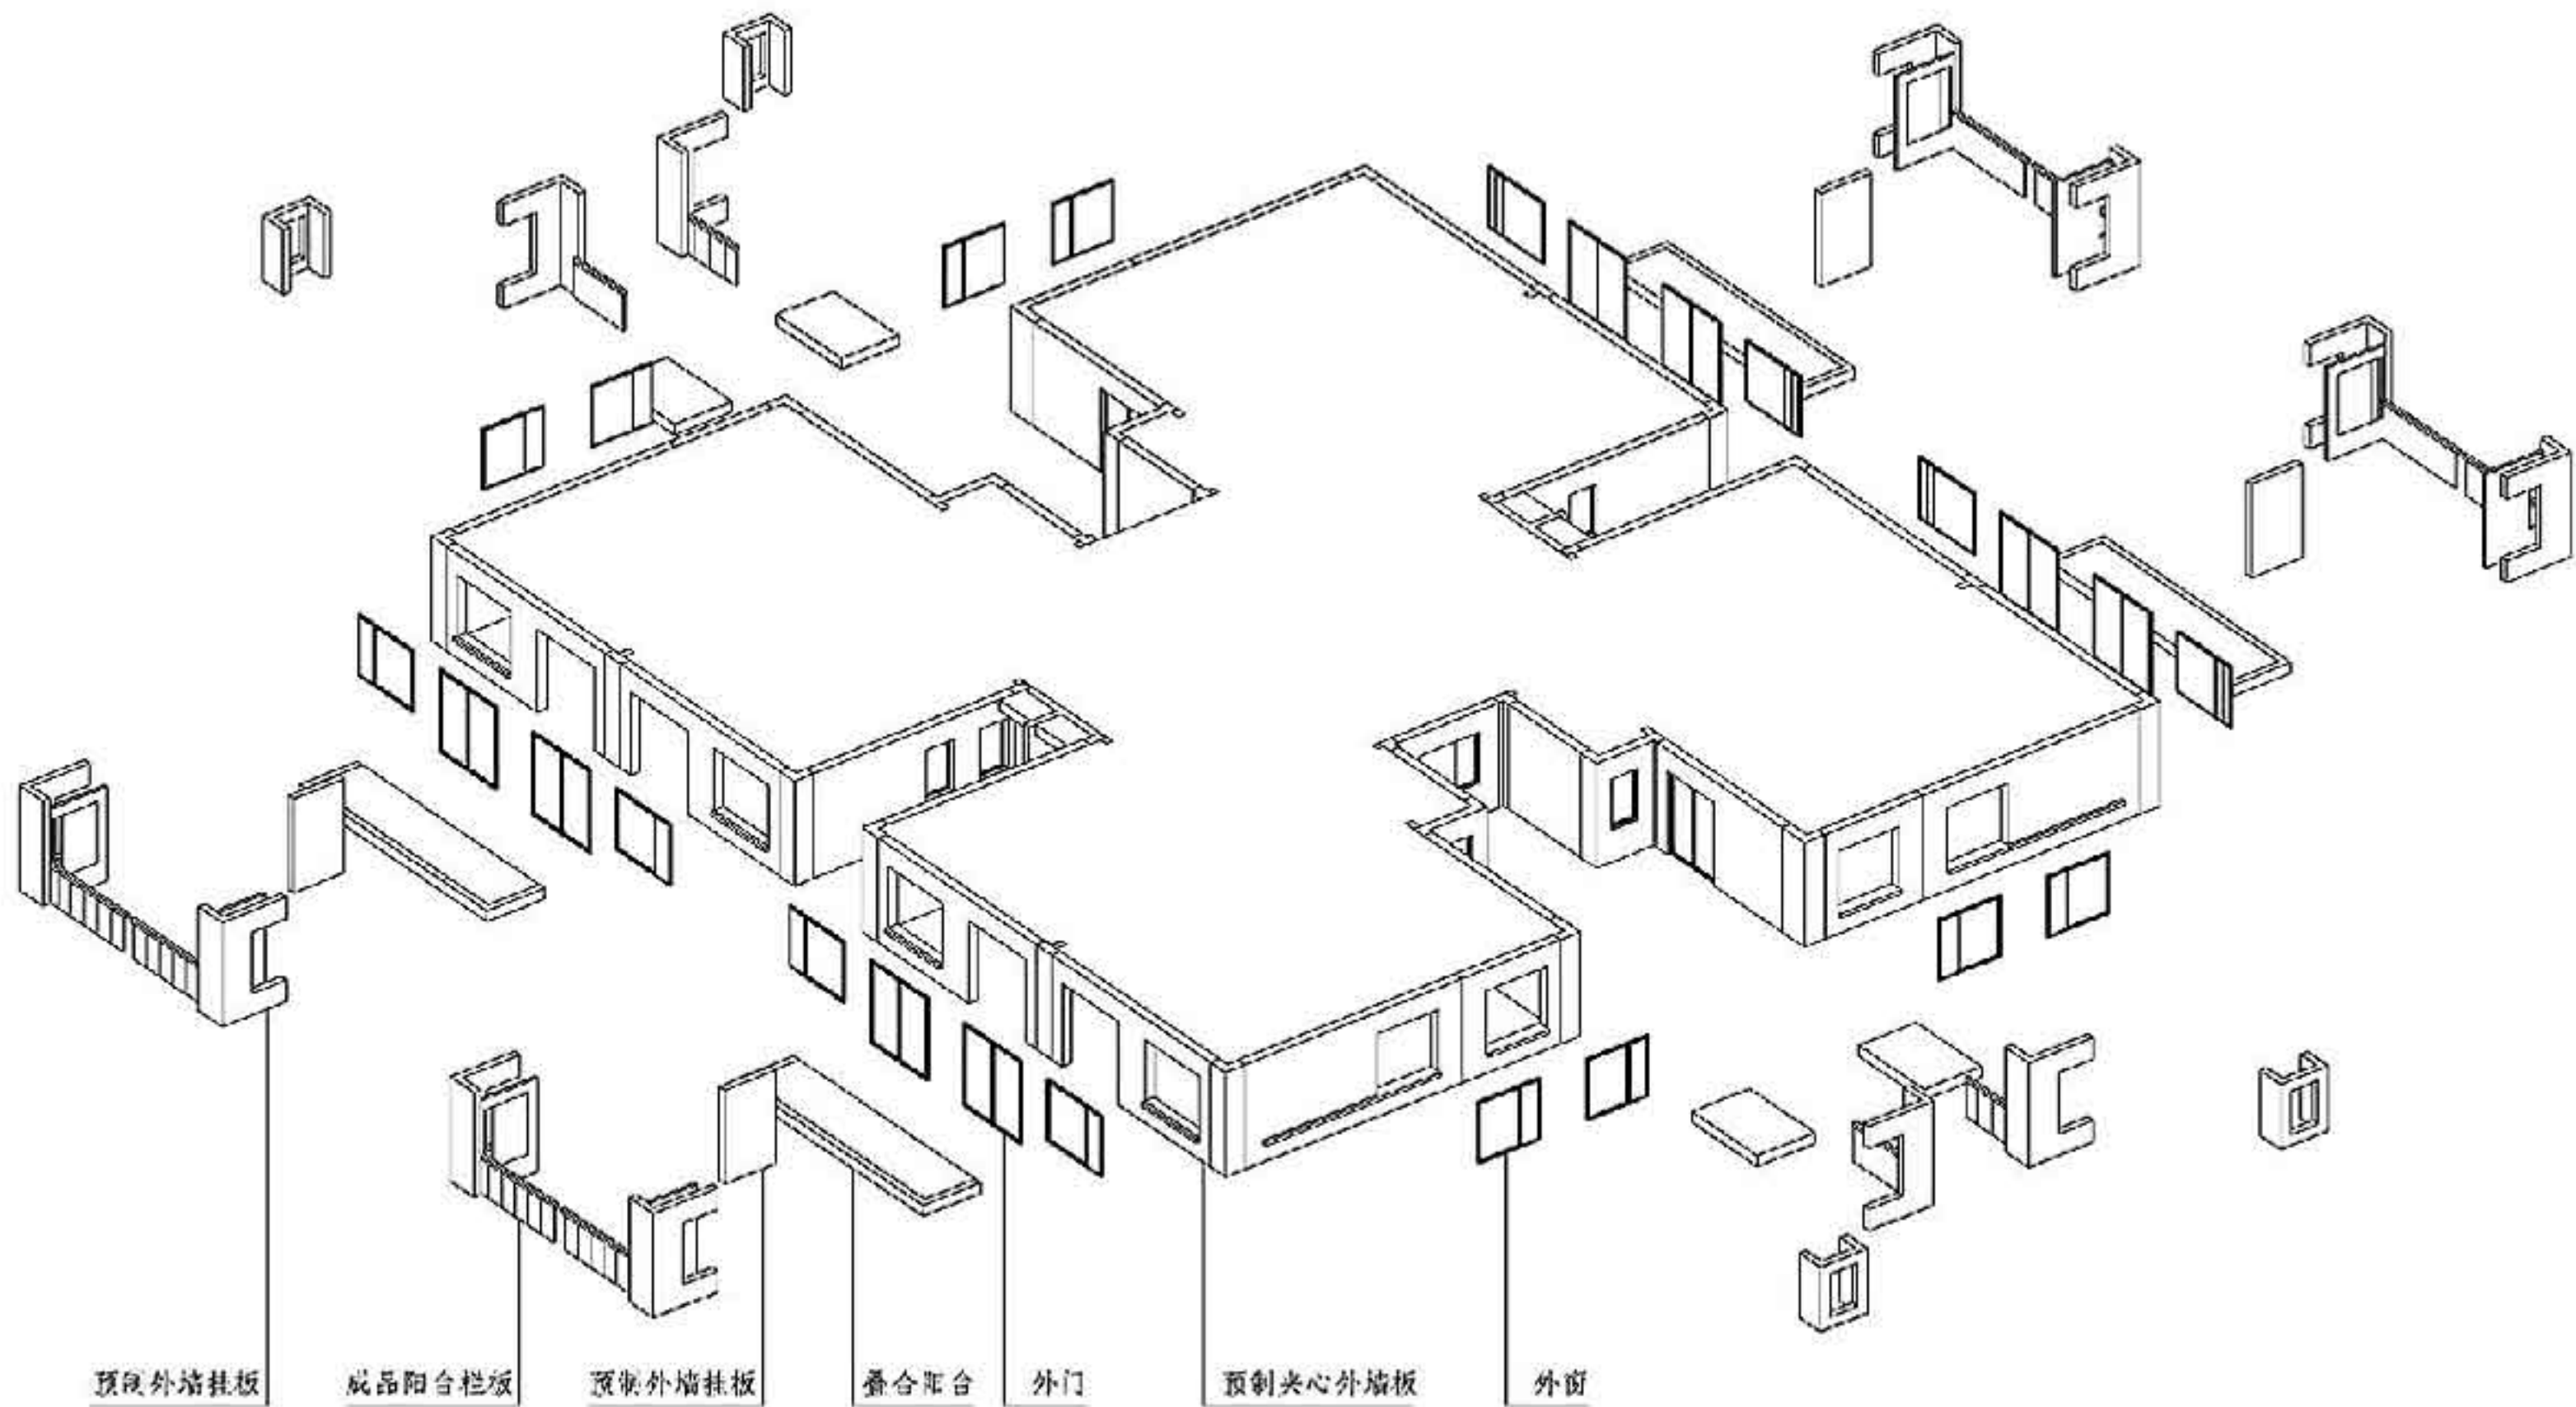 预制外墙挂板
成品阳台栏板
预制外墙挂板
叠合阳台
外门
预制夹心外墙板
外窗